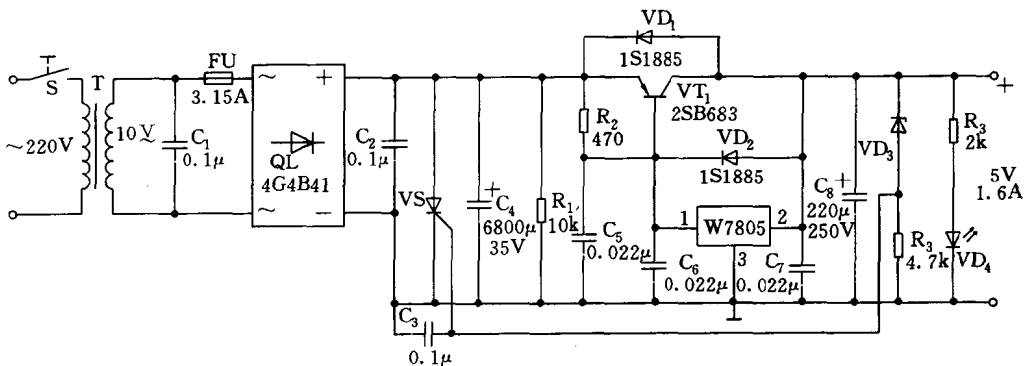 S
~220V
T
10V
~
C₁
0.1μ
FU
3.15A
~
+
QL
4G4B41
~
−
C₂
0.1μ
VS
C₃
0.1μ
+
C₄
6800μ
35V
R₁
10k
R₂
470
C₅
0.022μ
VD₁
1S1885
VT₁
2SB683
VD₂
1S1885
1
W7805
2
3
C₆
0.022μ
C₇
0.022μ
C₈
+
220μ
250V
VD₃
R₃
4.7k
R₃
2k
VD₄
+
5V
1.6A